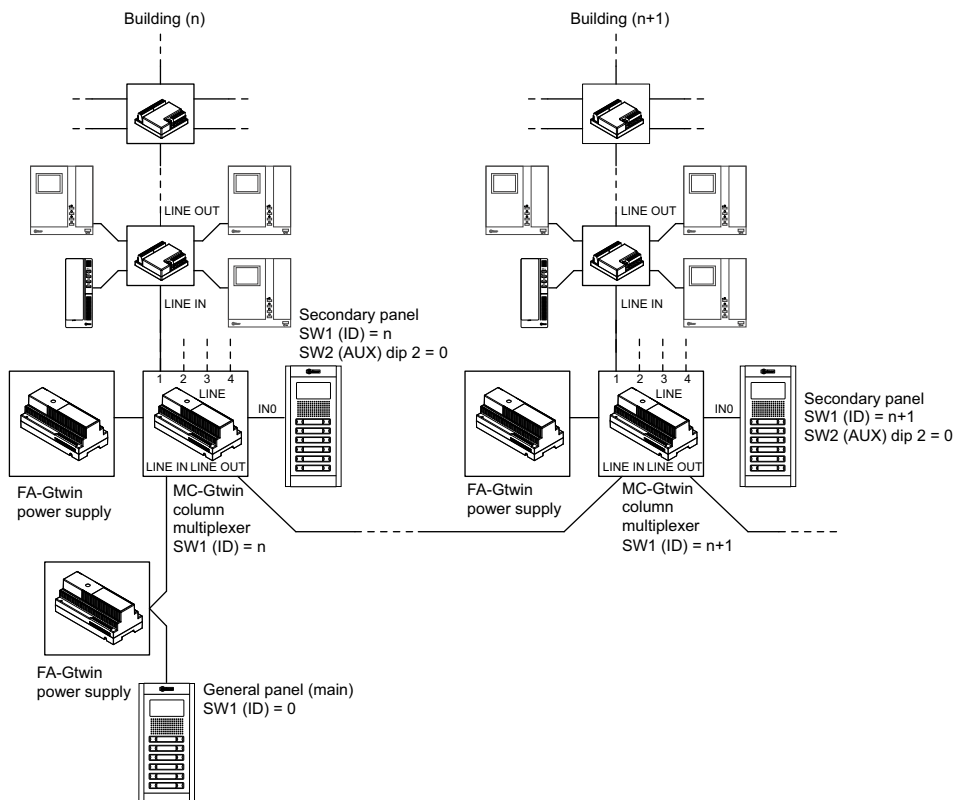 Building (n)
Building (n+1)
LINE OUT
LINE IN
Secondary panel
SW1 (ID) = n
SW2 (AUX) dip 2 = 0
1 2 3 4
LINE
IN0
LINE IN LINE OUT
FA-Gtwin
power supply
MC-Gtwin
column
multiplexer
SW1 (ID) = n
LINE OUT
LINE IN
1 2 3 4
LINE
IN0
LINE IN LINE OUT
Secondary panel
SW1 (ID) = n+1
SW2 (AUX) dip 2 = 0
FA-Gtwin
power supply
MC-Gtwin
column
multiplexer
SW1 (ID) = n+1
FA-Gtwin
power supply
General panel (main)
SW1 (ID) = 0